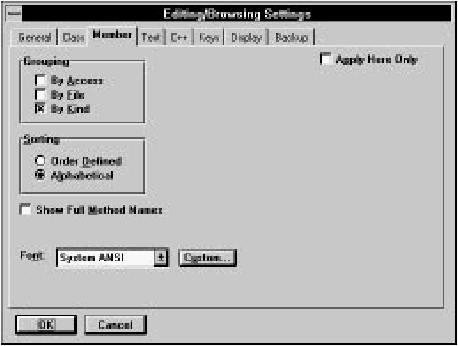 Editing/Browsing Settings
General Class Member Text C++ Keys Display Backup
Grouping
Apply Here Only
By Access
By File
By Kind
Sorting
Order Defined
Alphabetical
Show Full Method Names
Font: System ANSI Custom...
OK Cancel